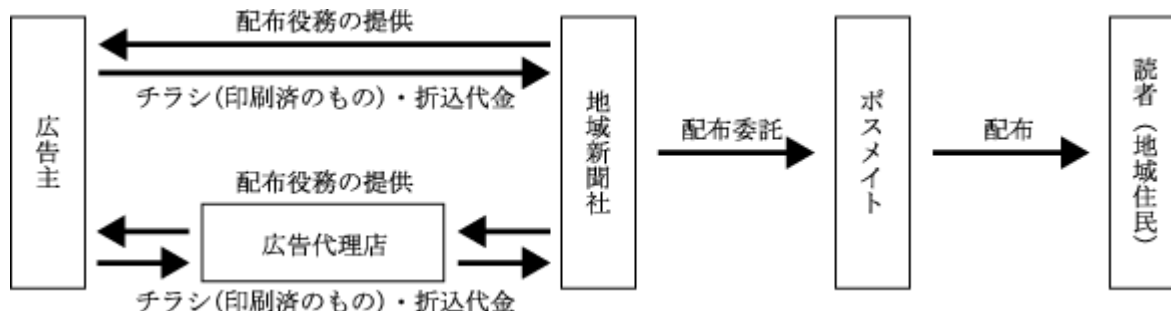 配布役務の提供
チラシ(印刷済のもの)・折込代金
広告主
配布役務の提供
広告代理店
チラシ(印刷済のもの)・折込代金
地域新聞社
配布委託
ポスメイト
配布
読者（地域住民）